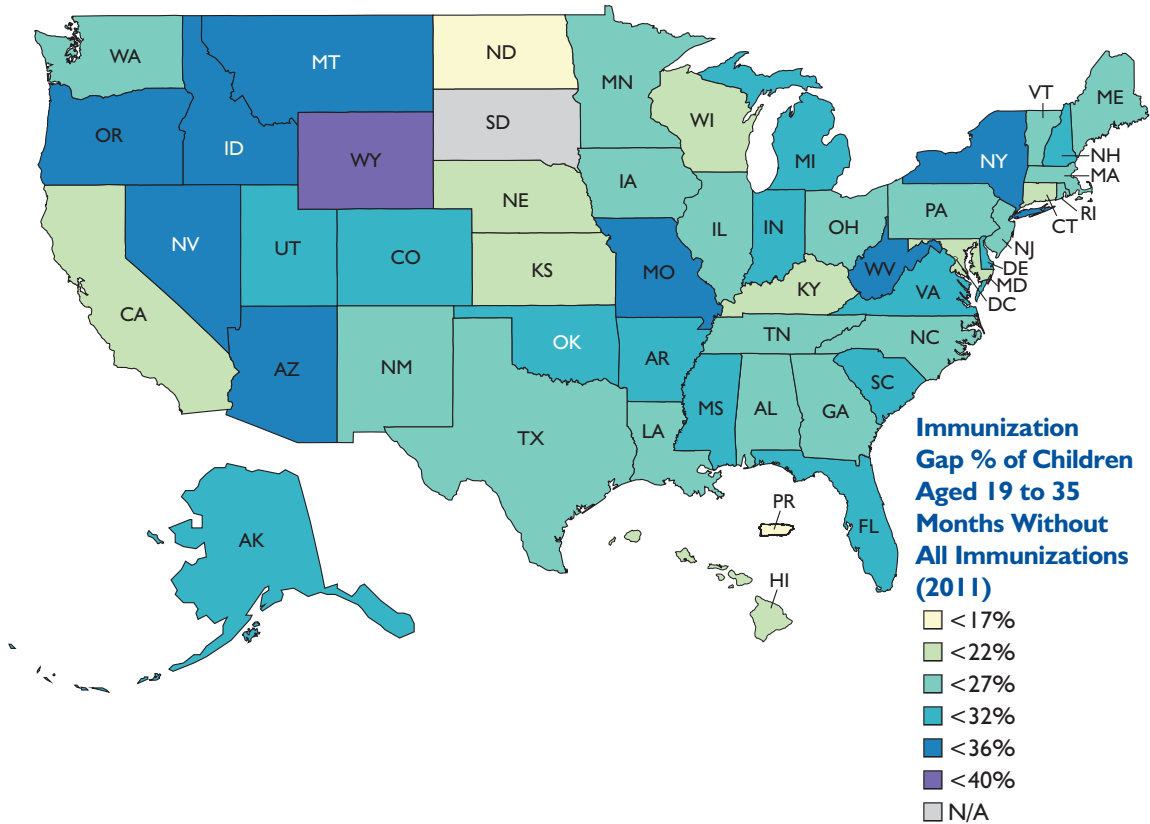 WA
MT
ND
MN
VT
ME
OR
ID
SD
WI
MI
NY
NH
MA
WY
IA
NE
PA
RI
CT
NV
UT
CO
IL
IN
OH
NJ
KS
MO
WV
DE
MD
VA
DC
CA
KY
OK
TN
NC
AZ
NM
AR
SC
MS
AL
GA
TX
LA
Immunization
Gap % of Children
Aged 19 to 35
Months Without
All Immunizations
(2011)
PR
FL
AK
HI
<17%
<22%
<27%
<32%
<36%
<40%
N/A